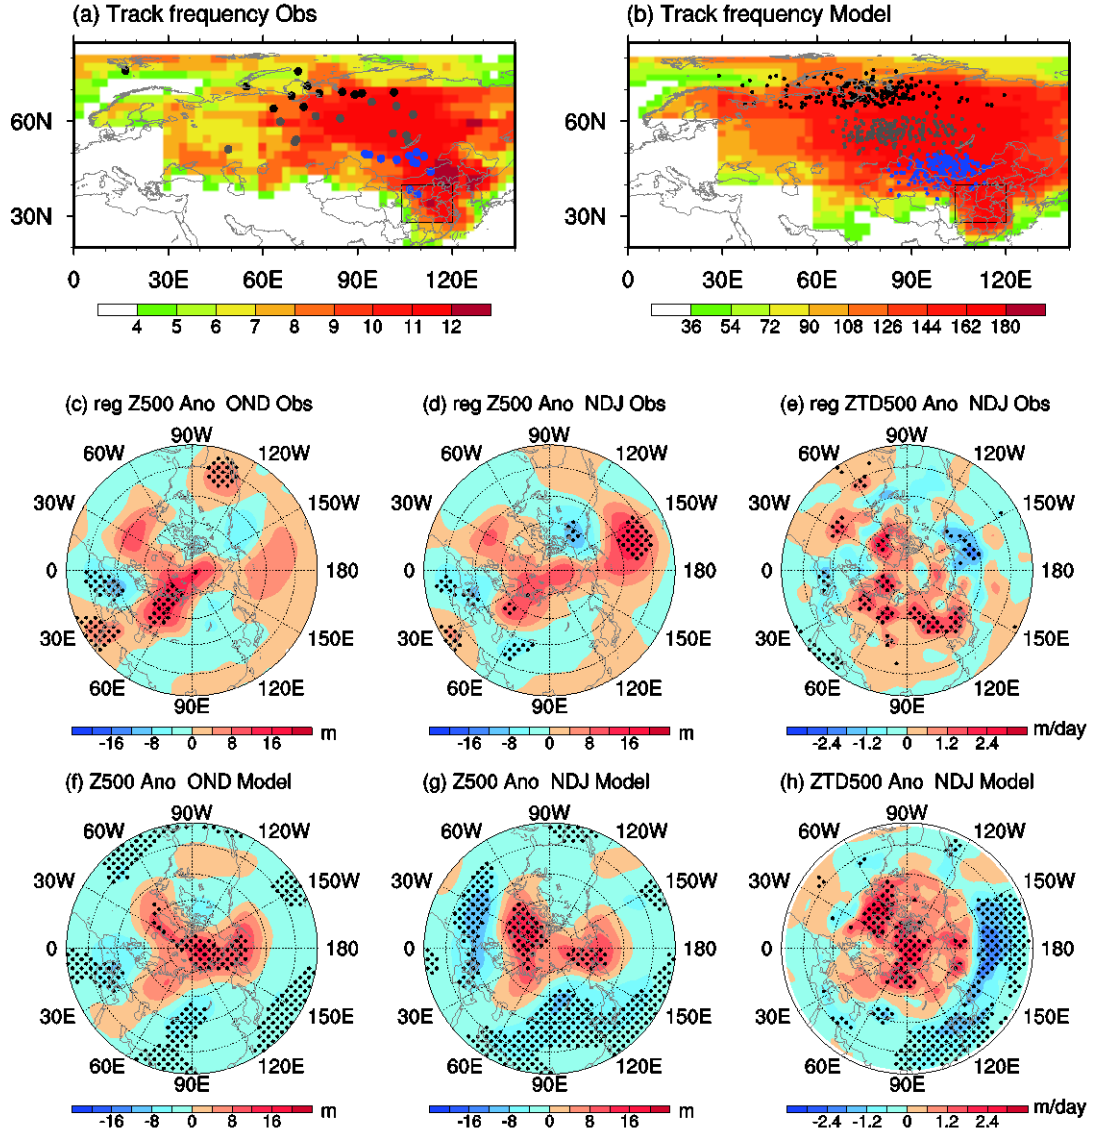 (a) Track frequency Obs
(b) Track frequency Model
60N
30N
0 30E 60E 90E 120E
4 5 6 7 8 9 10 11 12
60N
30N
0 30E 60E 90E 120E
36 54 72 90 108 126 144 162 180
(c) reg Z500 Ano OND Obs
90W
60W 120W
30W 150W
0 180
30E 150E
60E 120E
90E
-16 -8 0 8 16 m
(d) reg Z500 Ano NDJ Obs
90W
60W 120W
30W 150W
0 180
30E 150E
60E 120E
90E
-16 -8 0 8 16 m
(e) reg ZTD500 Ano NDJ Obs
90W
60W 120W
30W 150W
0 180
30E 150E
60E 120E
90E
-2.4 -1.2 0 1.2 2.4 m/day
(f) Z500 Ano OND Model
90W
60W 120W
30W 150W
0 180
30E 150E
60E 120E
90E
-16 -8 0 8 16 m
(g) Z500 Ano NDJ Model
90W
60W 120W
30W 150W
0 180
30E 150E
60E 120E
90E
-16 -8 0 8 16 m
(h) ZTD500 Ano NDJ Model
90W
60W 120W
30W 150W
0 180
30E 150E
60E 120E
90E
-2.4 -1.2 0 1.2 2.4 m/day